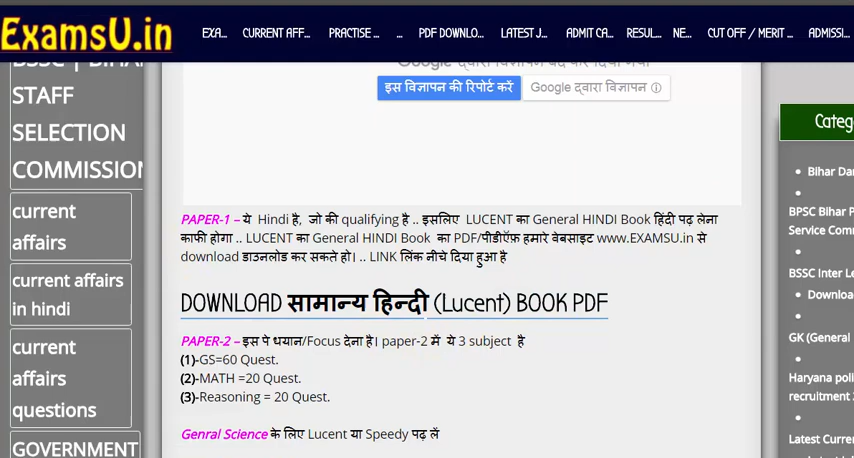 ExamsU.in
EXA... CURRENT AFF... PRACTISE ... ... PDF DOWNLO... LATEST J... ADMIT CA... RESUL... NE... CUT OFF / MERIT ... ADMISSI...
STAFF
SELECTION
COMMISSION
current
affairs
current affairs
in hindi
current
affairs
questions
GOVERNMENT
इस विज्ञापन की रिपोर्ट करें Google द्वारा विज्ञापन
PAPER-1 – ये Hindi है, जो की qualifying है .. इसलिए LUCENT का General HINDI Book हिंदी पढ़ लेना
काफी होगा .. LUCENT का General HINDI Book का PDF/पीडीऍफ़ हमारे वेबसाइट www.EXAMSU.in से
download डाउनलोड कर सकते हो। .. LINK लिंक नीचे दिया हुआ है
DOWNLOAD सामान्य हिन्दी (Lucent) BOOK PDF
PAPER-2 – इस पे धयान/Focus देना है। paper-2 में ये 3 subject है
(1)-GS=60 Quest.
(2)-MATH =20 Quest.
(3)-Reasoning = 20 Quest.
Genral Science के लिए Lucent या Speedy पढ़ लें
Categ
Bihar Da
BPSC Bihar P
Service Com
BSSC Inter Le
Downloa
GK (General
Haryana poli
recruitment
Latest Curre